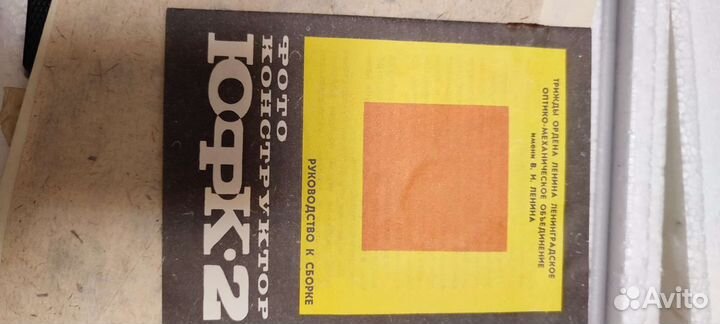 ТРИЖДЫ ОРДЕНА ЛЕНИНА ЛЕНИНГРАДСКОЕ
ОПТИКО-МЕХАНИЧЕСКОЕ ОБЪЕДИНЕНИЕ
имени В. И. ЛЕНИНА
РУКОВОДСТВО К СБОРКЕ
ФОТО
КОНСТРУКТОР
ЮФК·2
Avito